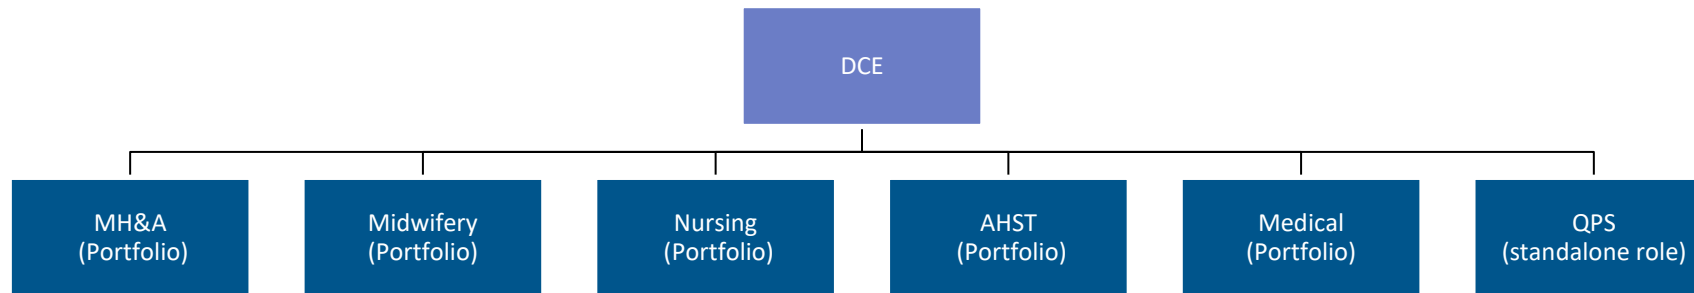 DCE
MH&A
(Portfolio)
Midwifery
(Portfolio)
Nursing
(Portfolio)
AHST
(Portfolio)
Medical
(Portfolio)
QPS
(standalone role)